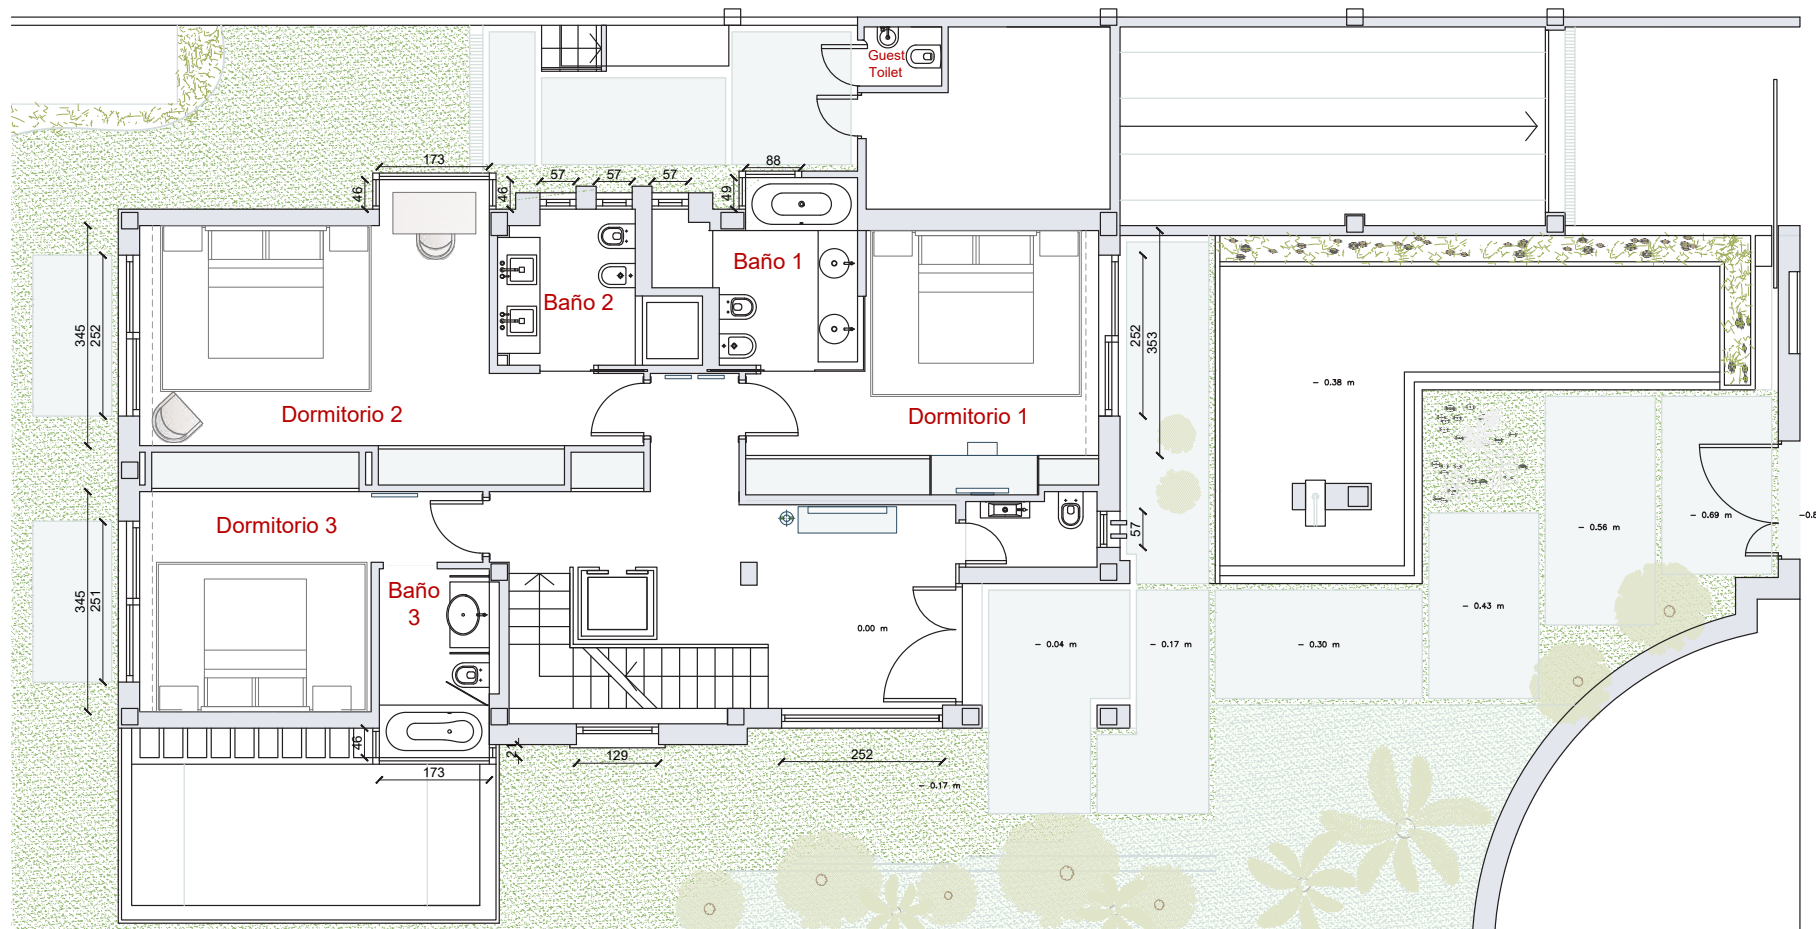 Guest
Toilet
173
88
57
57
57
46
46
49
Baño 1
Baño 2
345
252
252
353
Dormitorio 2
Dormitorio 1
- 0.38 m
Dormitorio 3
57
- 0.56 m
- 0.69 m
345
251
Baño
3
- 0.43 m
0.00 m
- 0.04 m
- 0.17 m
- 0.30 m
46
21
173
129
252
- 0.17 m